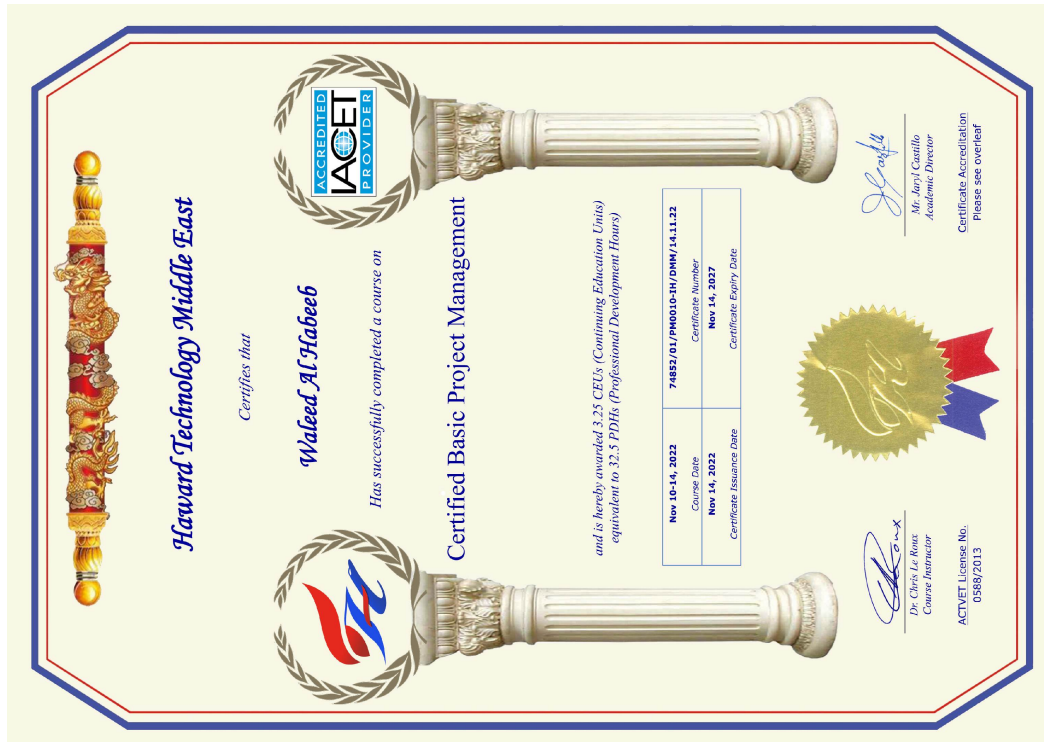 Haward Technology Middle East
Certifies that
ACCREDITED
IACET
PROVIDER
Waleed Al Habeeb
Has successfully completed a course on
Certified Basic Project Management
and is hereby awarded 3.25 CEUs (Continuing Education Units)
equivalent to 32.5 PDHs (Professional Development Hours)
Nov 10-14, 2022 74852/01/PM0010-IH/DMM/14.11.22
Course Date Certificate Number
Nov 14, 2022 Nov 14, 2027
Certificate Issuance Date Certificate Expiry Date
Dr. Chris Le Roux Mr. Jaryl Castillo
Course Instructor Academic Director
ACTVET License No. Certificate Accreditation
0588/2013 Please see overleaf